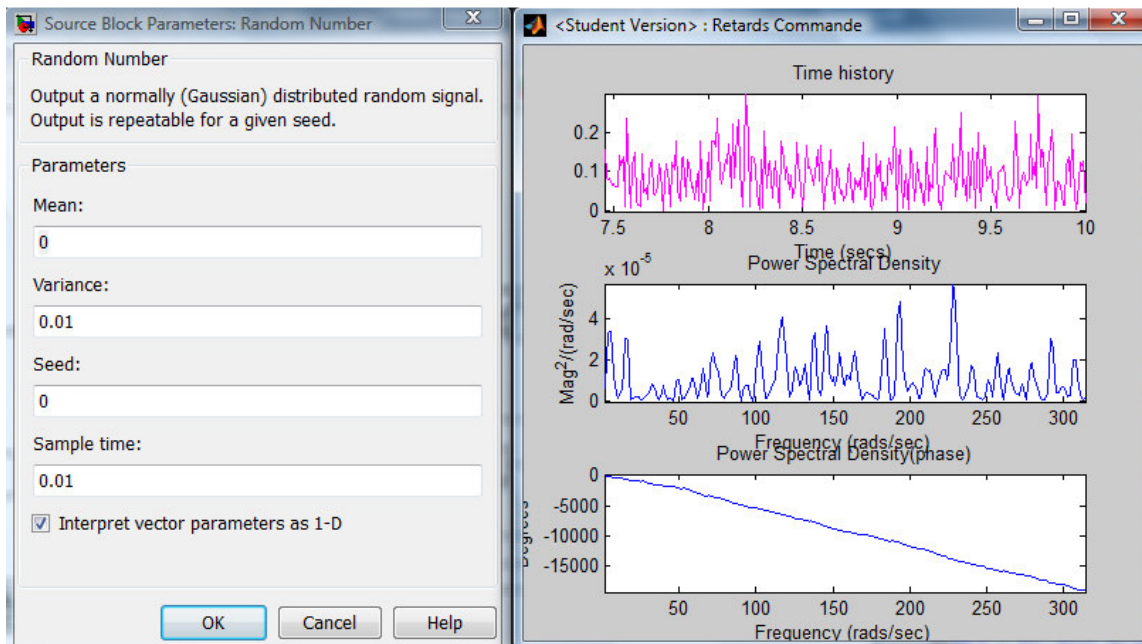 Source Block Parameters: Random Number
Random Number
Output a normally (Gaussian) distributed random signal.
Output is repeatable for a given seed.
Parameters
Mean:
0
Variance:
0.01
Seed:
0
Sample time:
0.01
Interpret vector parameters as 1-D
OK
Cancel
Help
<Student Version> : Retards Commande
Time history
0.2
0.1
0
7.5 8 8.5 9 9.5 10
Time (secs)
x 10^-5
Power Spectral Density
Mag^2/(rad/sec)
4
2
0
50 100 150 200 250 300
Frequency (rads/sec)
Power Spectral Density(phase)
Degrees
0
-5000
-10000
-15000
50 100 150 200 250 300
Frequency (rads/sec)